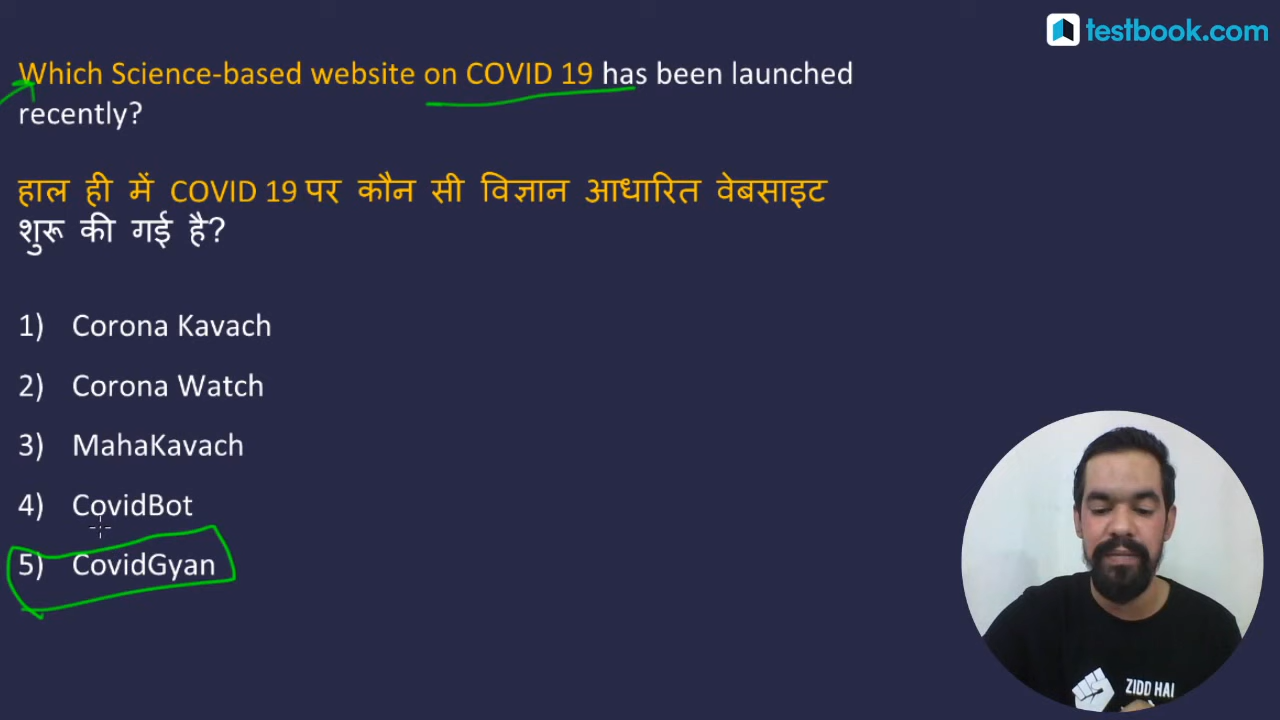 testbook.com
Which Science-based website on COVID 19 has been launched
recently?
हाल ही में COVID 19 पर कौन सी विज्ञान आधारित वेबसाइट
शुरू की गई है?
1) Corona Kavach
2) Corona Watch
3) MahaKavach
4) CovidBot
5) CovidGyan
ZIDD HAI